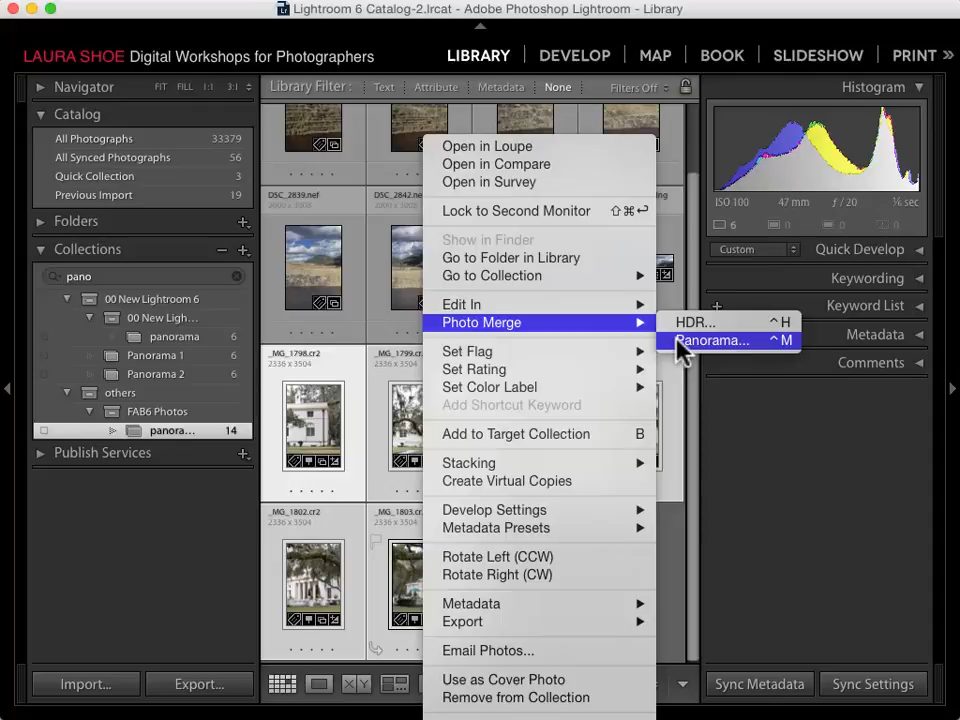 Lightroom 6 Catalog-2.lrcat - Adobe Photoshop Lightroom - Library
LAURA SHOE Digital Workshops for Photographers
LIBRARY DEVELOP MAP BOOK SLIDESHOW PRINT »
Navigator FIT FILL 1:1 3:1
Catalog
All Photographs 33379
All Synced Photographs 56
Quick Collection 3
Previous Import 19
Folders +
Collections − +
pano
00 New Lightroom 6
00 New Ligh...
panorama 6
Panorama 1 6
Panorama 2 6
others
FAB6 Photos
panora... 14
Publish Services +
Import... Export...
Library Filter : Text Attribute Metadata None Filters Off
DSC_2839.nef DSC_2842.nef
_MG_1798.cr2 _MG_1799.cr2
2336 x 3504 2336 x 3504
_MG_1802.cr2 _MG_1803.cr2
2336 x 3504 2336 x 3504
Open in Loupe
Open in Compare
Open in Survey
Lock to Second Monitor ⇧⌘↩
Show in Finder
Go to Folder in Library
Go to Collection
Edit In
Photo Merge
Set Flag
Set Rating
Set Color Label
Add Shortcut Keyword
Add to Target Collection B
Stacking
Create Virtual Copies
Develop Settings
Metadata Presets
Rotate Left (CCW)
Rotate Right (CW)
Metadata
Export
Email Photos...
Use as Cover Photo
Remove from Collection
HDR... ^H
Panorama... ^M
XY
Histogram
ISO 100 47 mm ƒ / 20 ⅙ sec
6 0 0 0
Custom Quick Develop
Keywording
+ Keyword List
Metadata
Comments
Sync Metadata Sync Settings